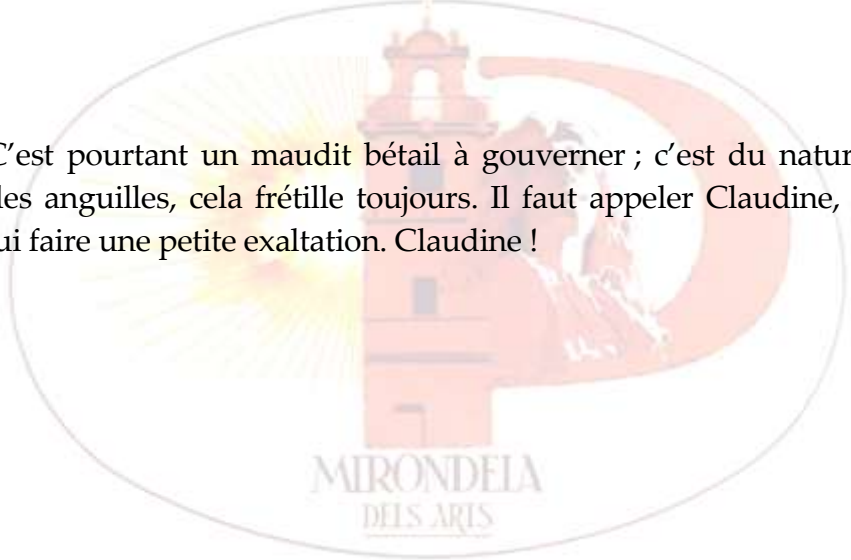 C’est pourtant un maudit bétail à gouverner ; c’est du natur
les anguilles, cela frétille toujours. Il faut appeler Claudine,
ui faire une petite exaltation. Claudine !
MIRONDELA
DELS ARTS